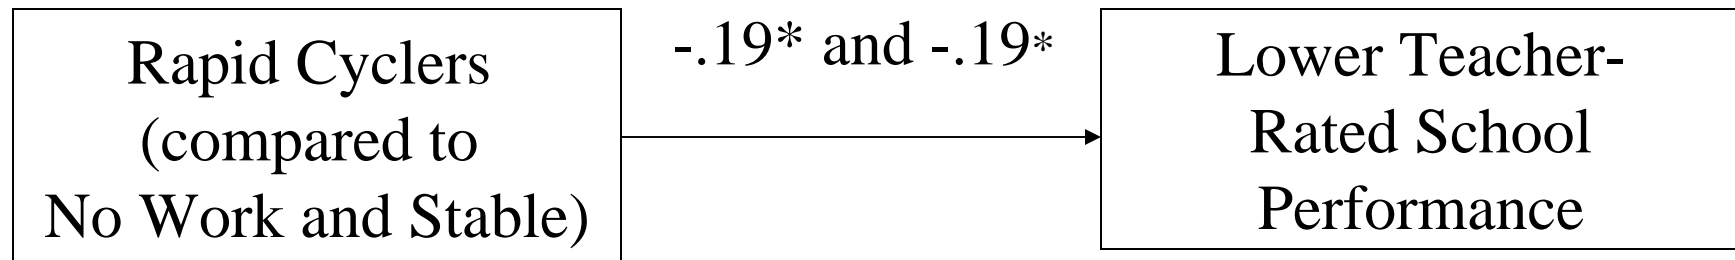 Rapid Cyclers
(compared to
No Work and Stable)
-.19* and -.19*
Lower Teacher-
Rated School
Performance